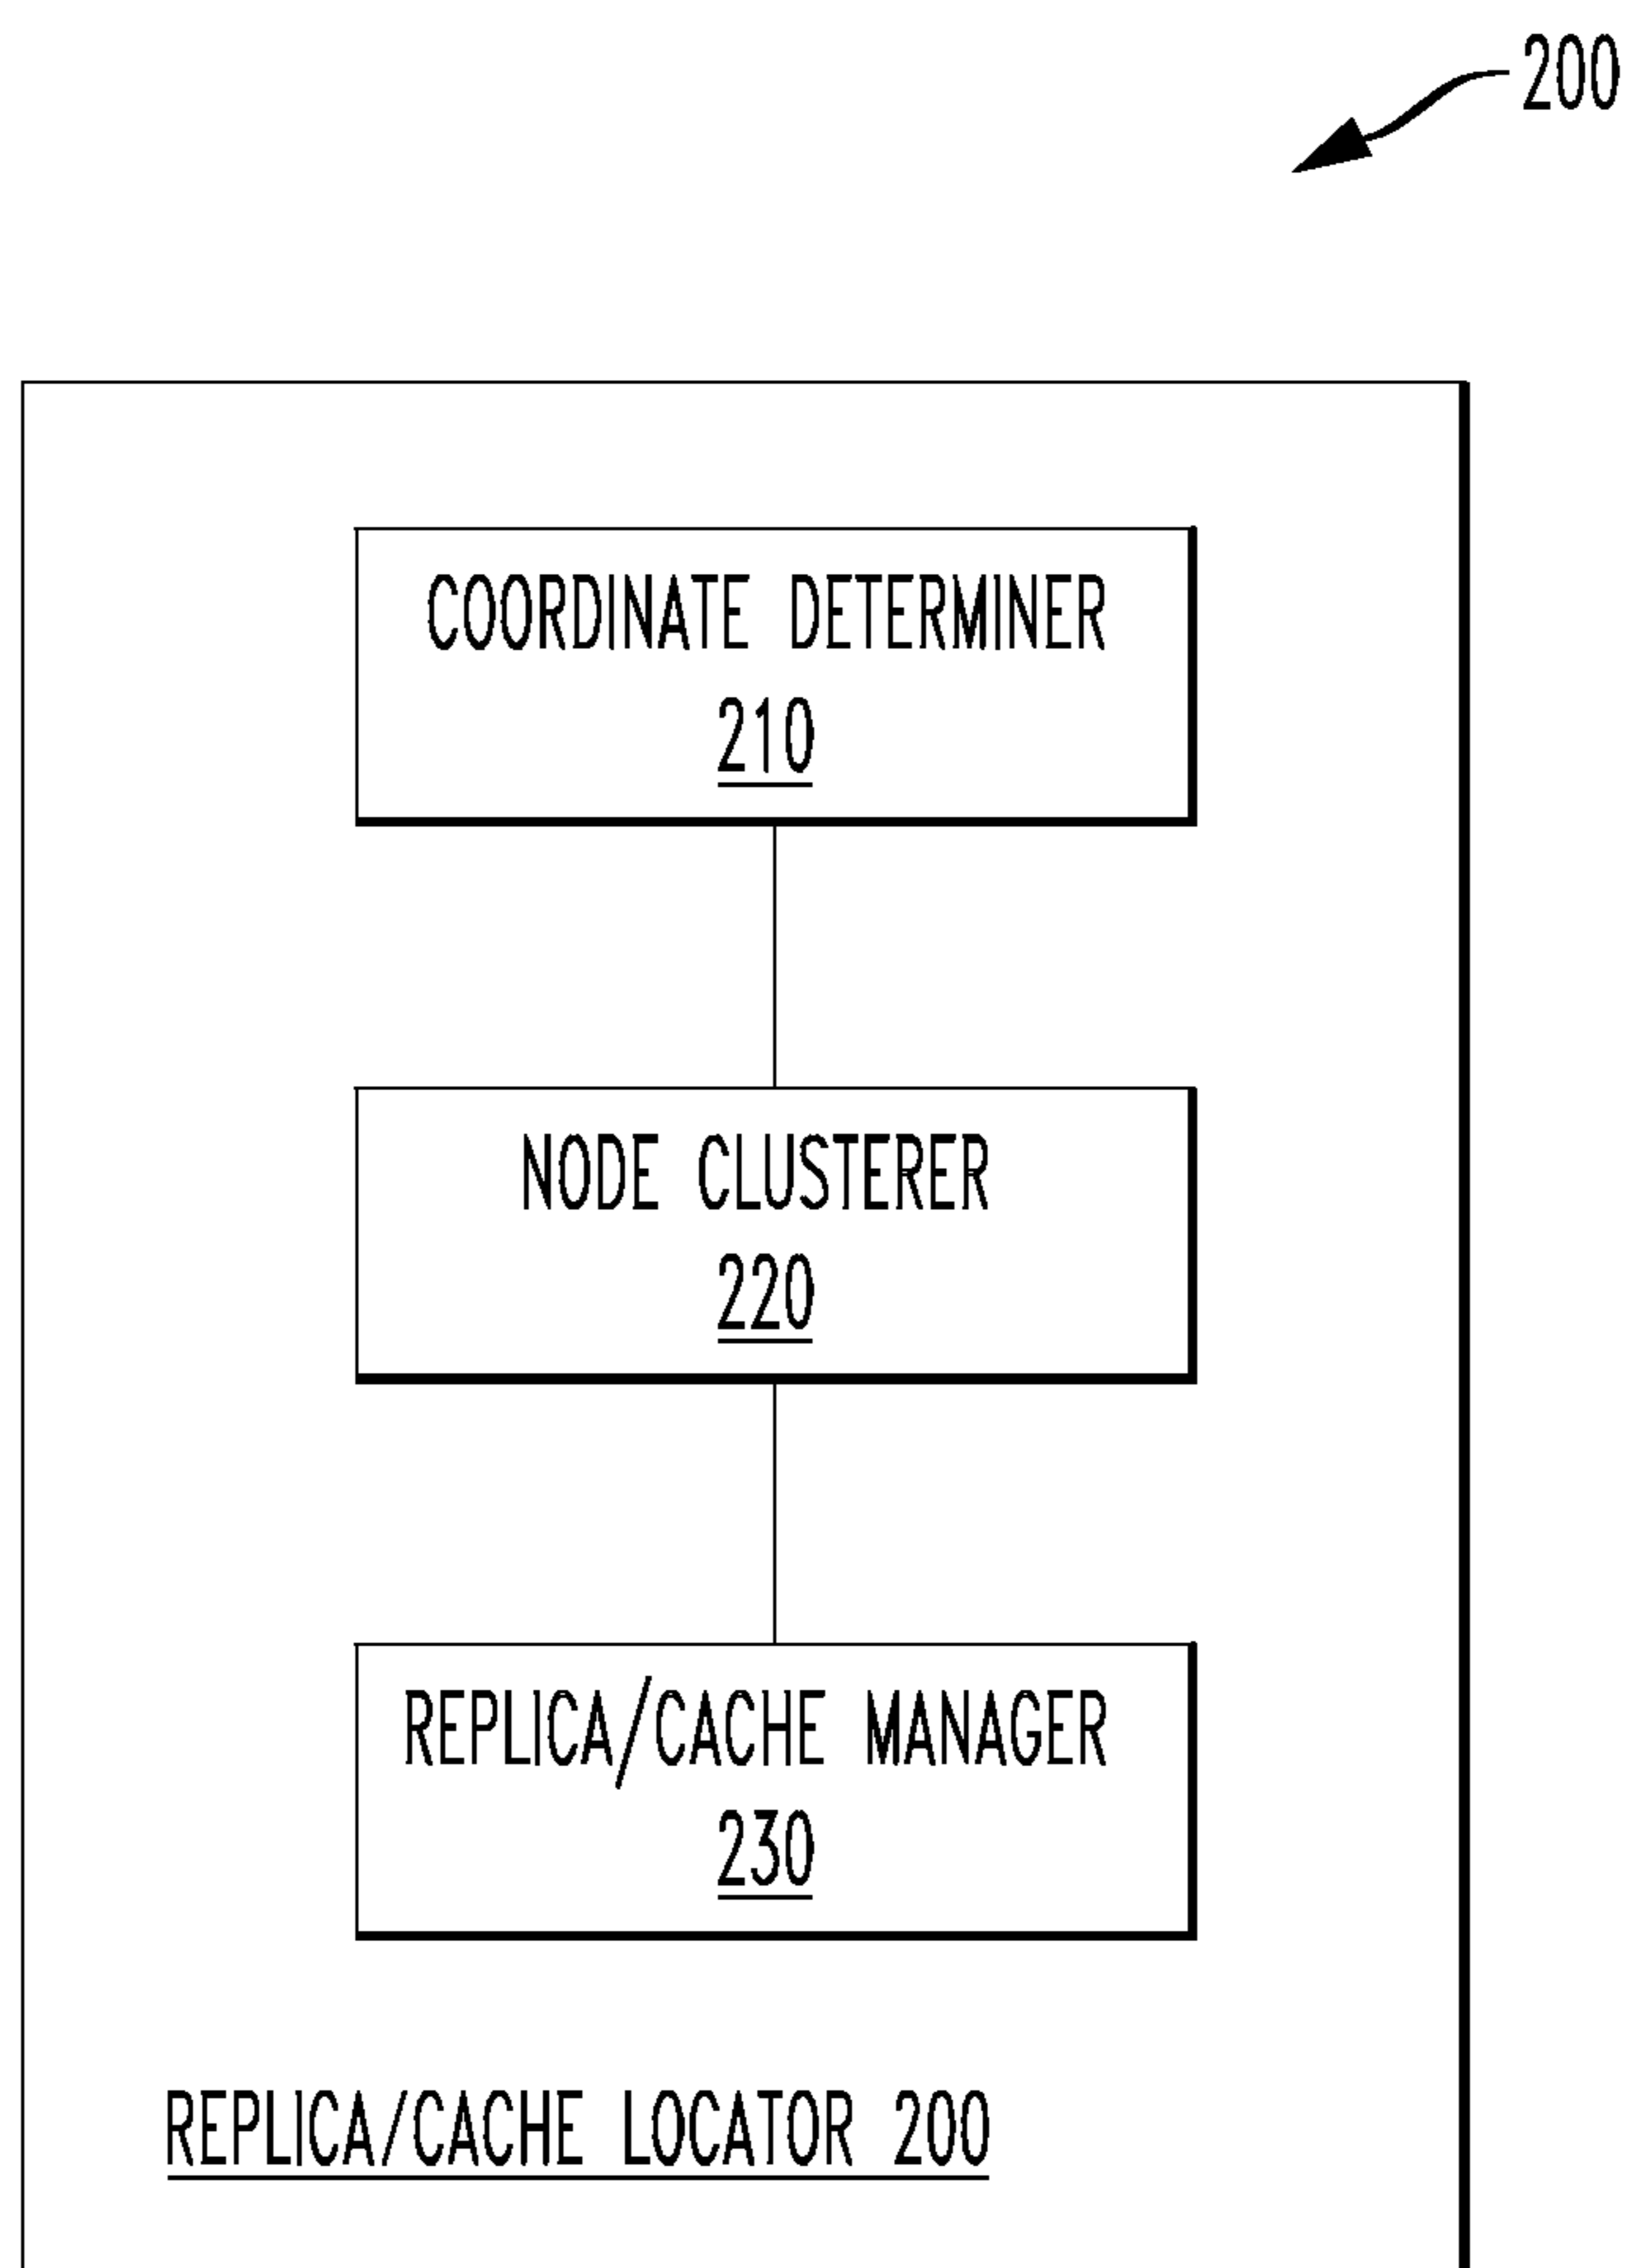 200
COORDINATE DETERMINER
210
NODE CLUSTERER
220
REPLICA/CACHE MANAGER
230
REPLICA/CACHE LOCATOR 200